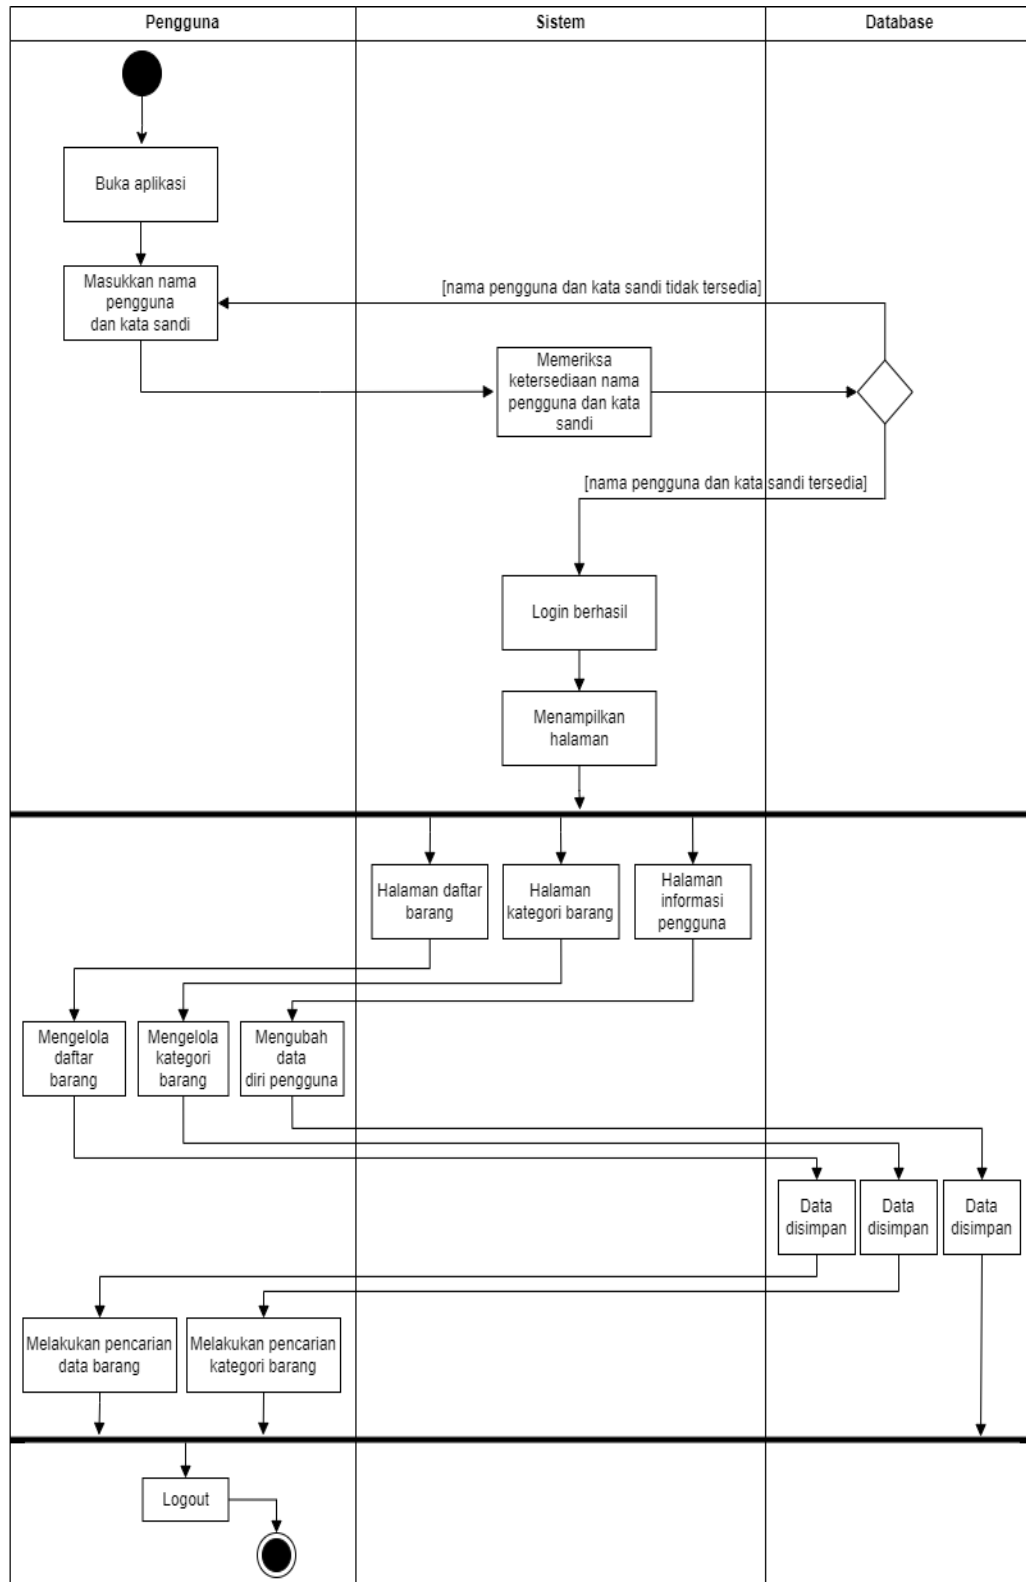 Pengguna
Sistem
Database
Buka aplikasi
Masukkan nama
pengguna
dan kata sandi
[nama pengguna dan kata sandi tidak tersedia]
Memeriksa
ketersediaan nama
pengguna dan kata
sandi
[nama pengguna dan kata sandi tersedia]
Login berhasil
Menampilkan
halaman
Halaman daftar
barang
Halaman
kategori barang
Halaman
informasi
pengguna
Mengelola
daftar
barang
Mengelola
kategori
barang
Mengubah
data
diri pengguna
Data
disimpan
Data
disimpan
Data
disimpan
Melakukan pencarian
data barang
Melakukan pencarian
kategori barang
Logout